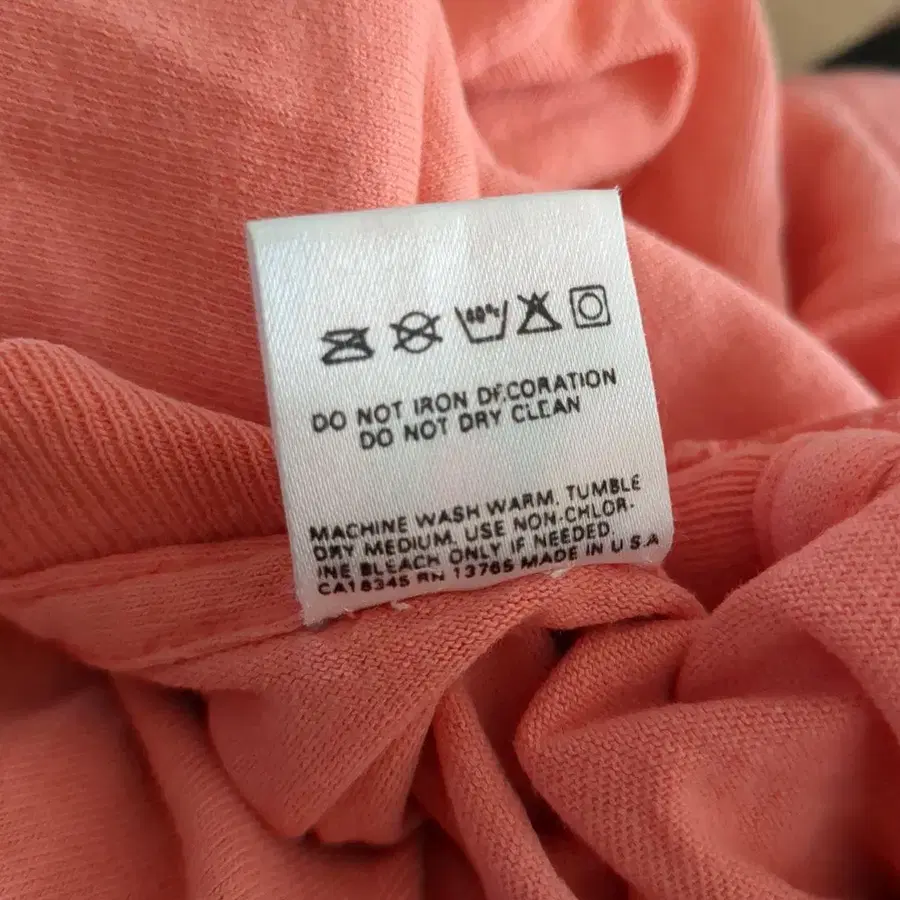 40°c
DO NOT IRON DECORATION
DO NOT DRY CLEAN
MACHINE WASH WARM. TUMBLE
DRY MEDIUM. USE NON-CHLOR-
INE BLEACH ONLY IF NEEDED.
CA18345 RN 13765 MADE IN U S A